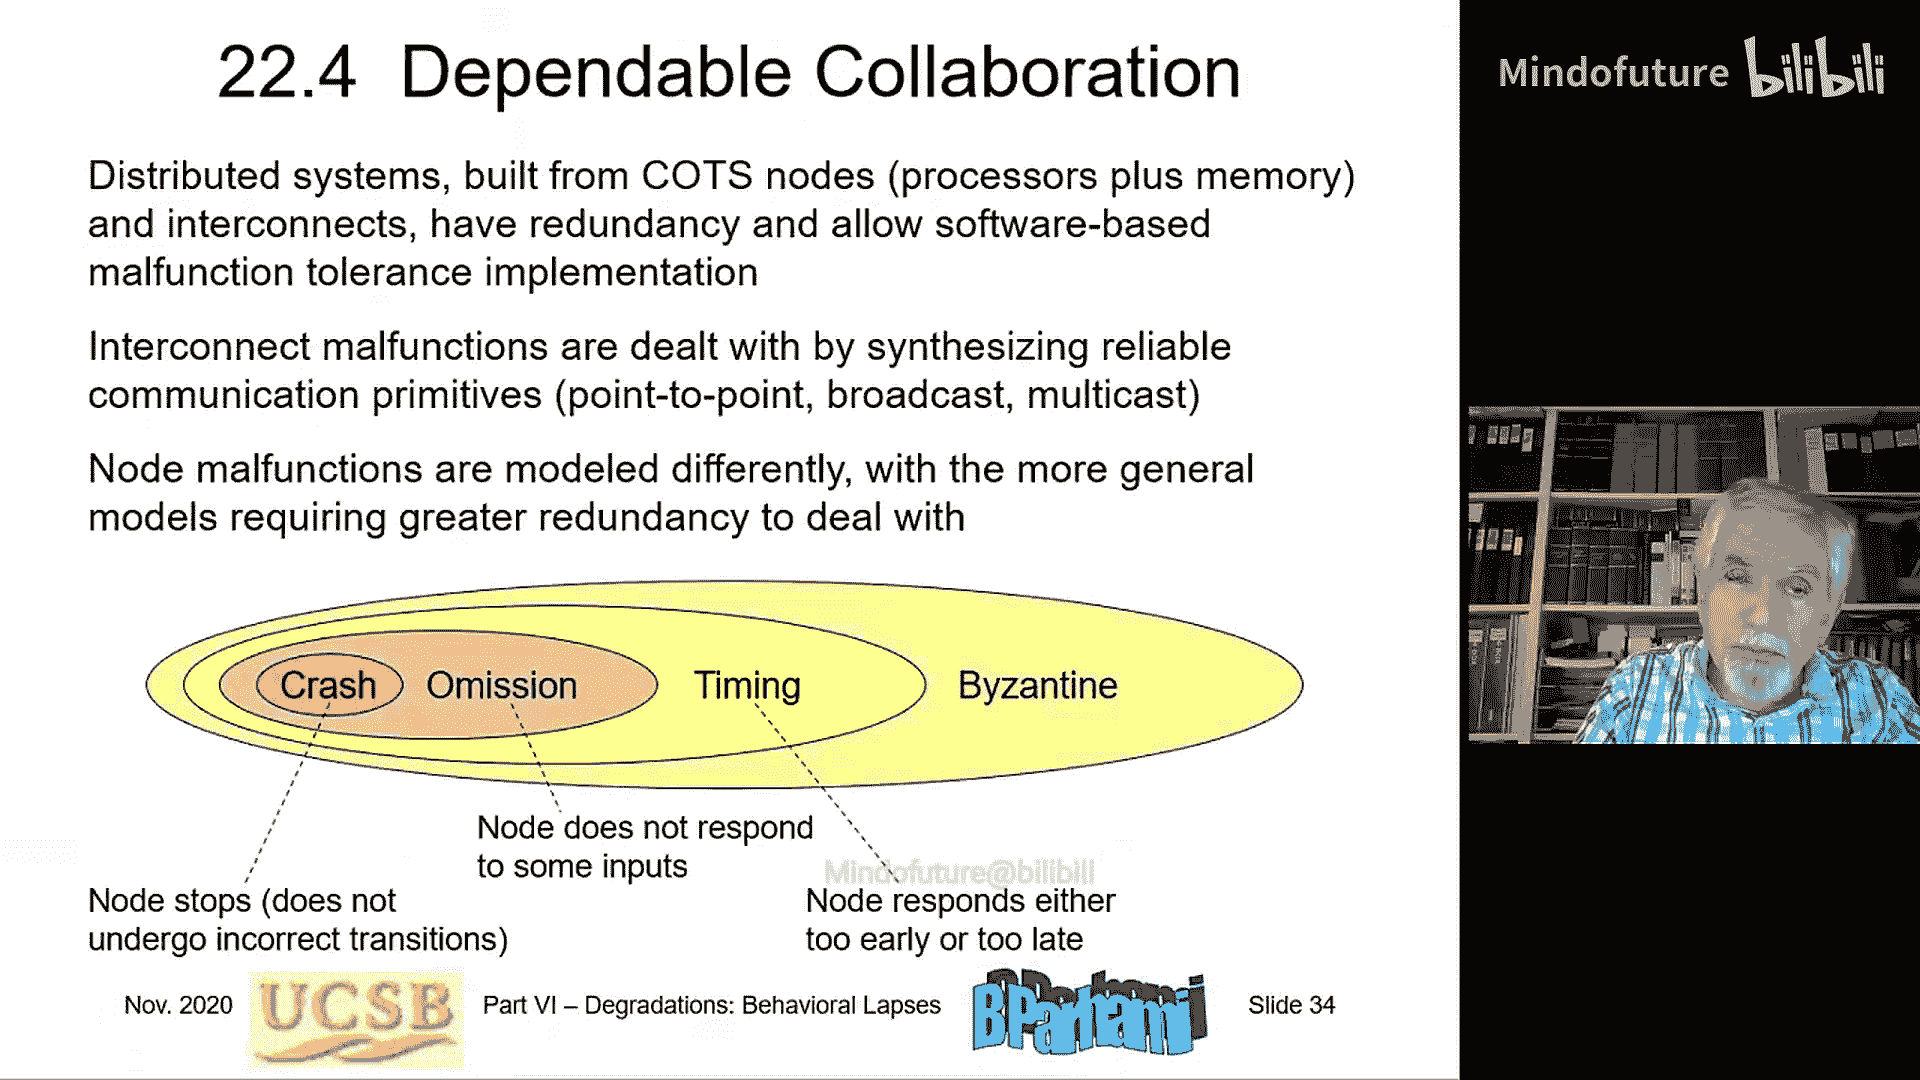 22.4 Dependable Collaboration
Distributed systems, built from COTS nodes (processors plus memory)
and interconnects, have redundancy and allow software-based
malfunction tolerance implementation
Interconnect malfunctions are dealt with by synthesizing reliable
communication primitives (point-to-point, broadcast, multicast)
Node malfunctions are modeled differently, with the more general
models requiring greater redundancy to deal with
Crash Omission Timing Byzantine
Node does not respond
to some inputs
Node stops (does not
undergo incorrect transitions)
Mindofuture@bilibili
Node responds either
too early or too late
Nov. 2020 UCSB Part VI – Degradations: Behavioral Lapses BParhami Slide 34
Mindofuture bilibili